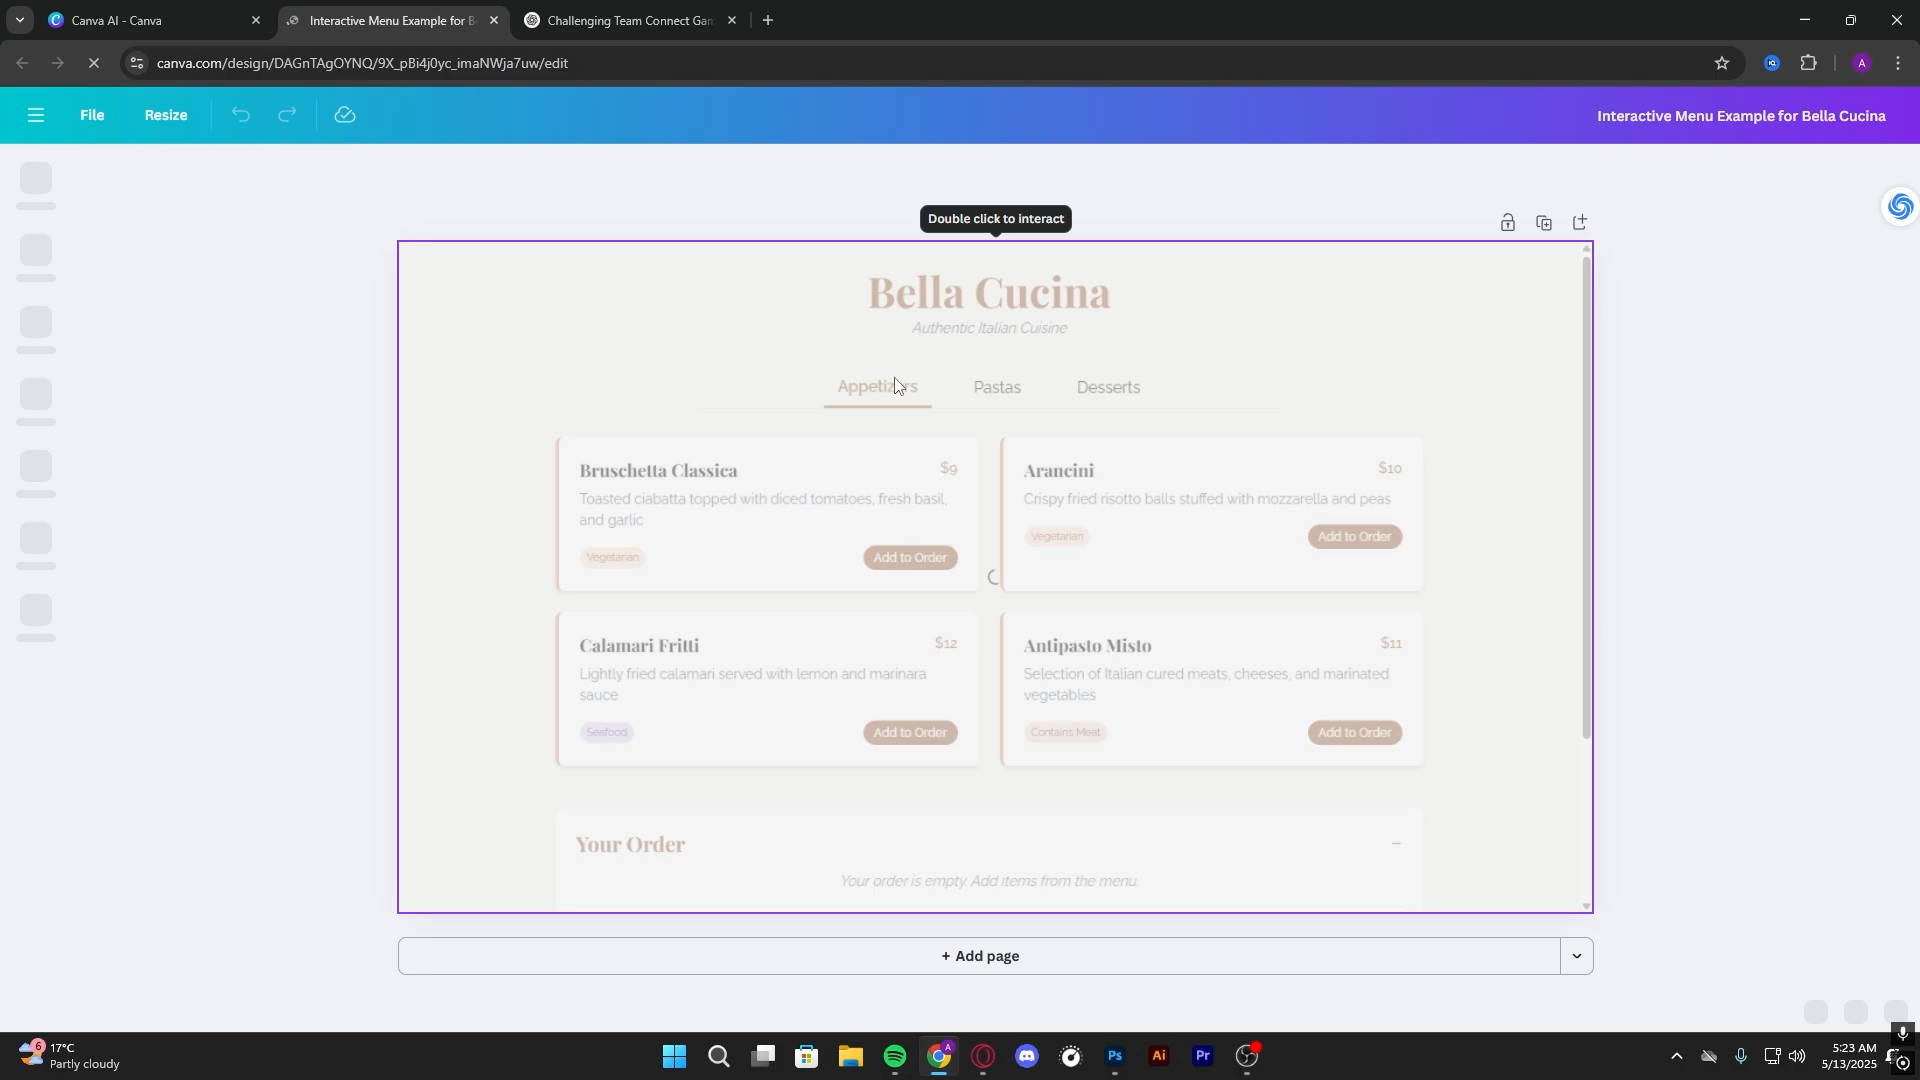 Canva AI - Canva
Interactive Menu Example for B
Challenging Team Connect Gam
canva.com/design/DAGnTAgOYNQ/9X_pBi4j0yc_imaNWja7uw/edit
A
File
Resize
Interactive Menu Example for Bella Cucina
Double click to interact
Bella Cucina
Authentic Italian Cuisine
Appetizers
Pastas
Desserts
Bruschetta Classica
$9
Toasted ciabatta topped with diced tomatoes, fresh basil,
and garlic
Vegetarian
Add to Order
Arancini
$10
Crispy fried risotto balls stuffed with mozzarella and peas
Vegetarian
Add to Order
Calamari Fritti
$12
Lightly fried calamari served with lemon and marinara
sauce
Seafood
Add to Order
Antipasto Misto
$11
Selection of Italian cured meats, cheeses, and marinated
vegetables
Contains Meat
Add to Order
Your Order
Your order is empty. Add items from the menu.
+ Add page
6
17°C
Partly cloudy
A
Ps
Ai
Pr
5:23 AM
5/13/2025